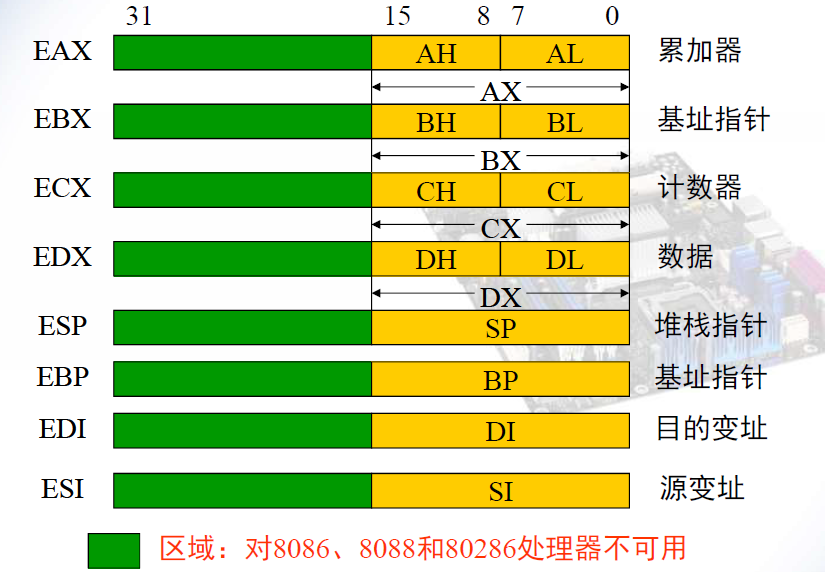 31 15 8 7 0
EAX AH AL 累加器
AX
EBX BH BL 基址指针
BX
ECX CH CL 计数器
CX
EDX DH DL 数据
DX
ESP SP 堆栈指针
EBP BP 基址指针
EDI DI 目的变址
ESI SI 源变址
区域：对8086、8088和80286处理器不可用